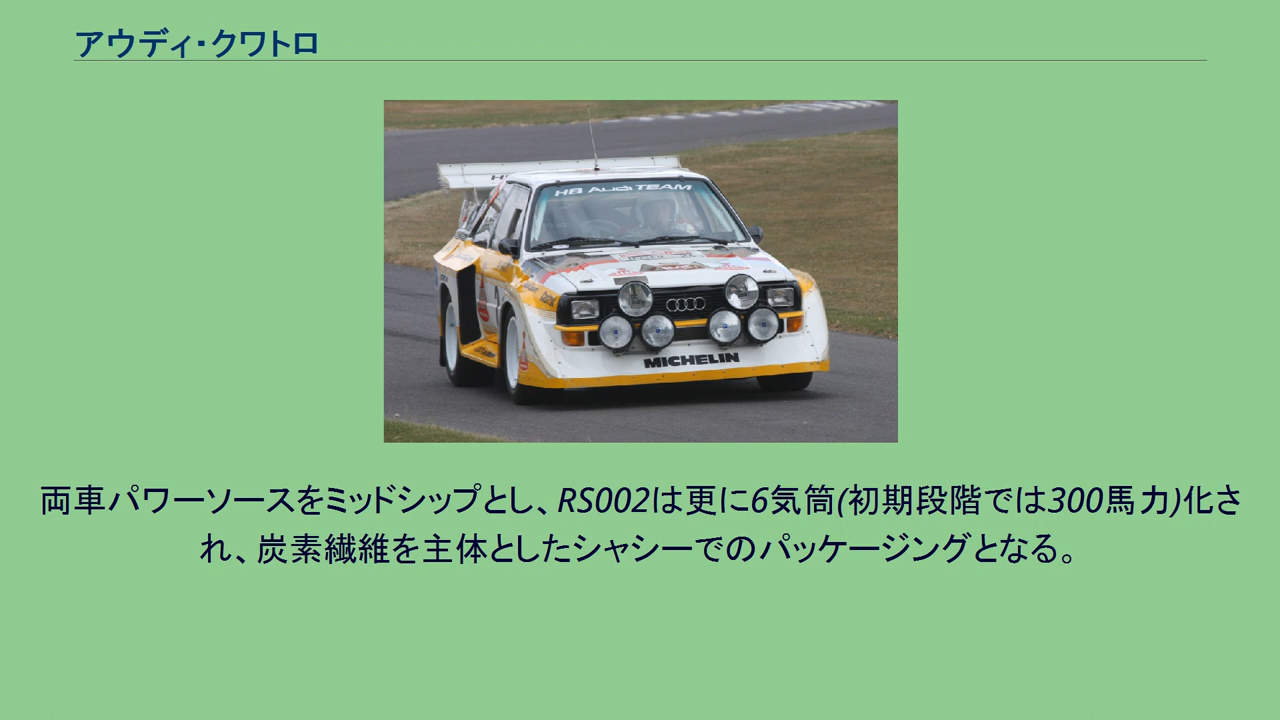 アウディ・クワトロ
HB Audi TEAM
MICHELIN
両車パワーソースをミッドシップとし、RS002は更に6気筒(初期段階では300馬力)化さ
れ、炭素繊維を主体としたシャシーでのパッケージングとなる。